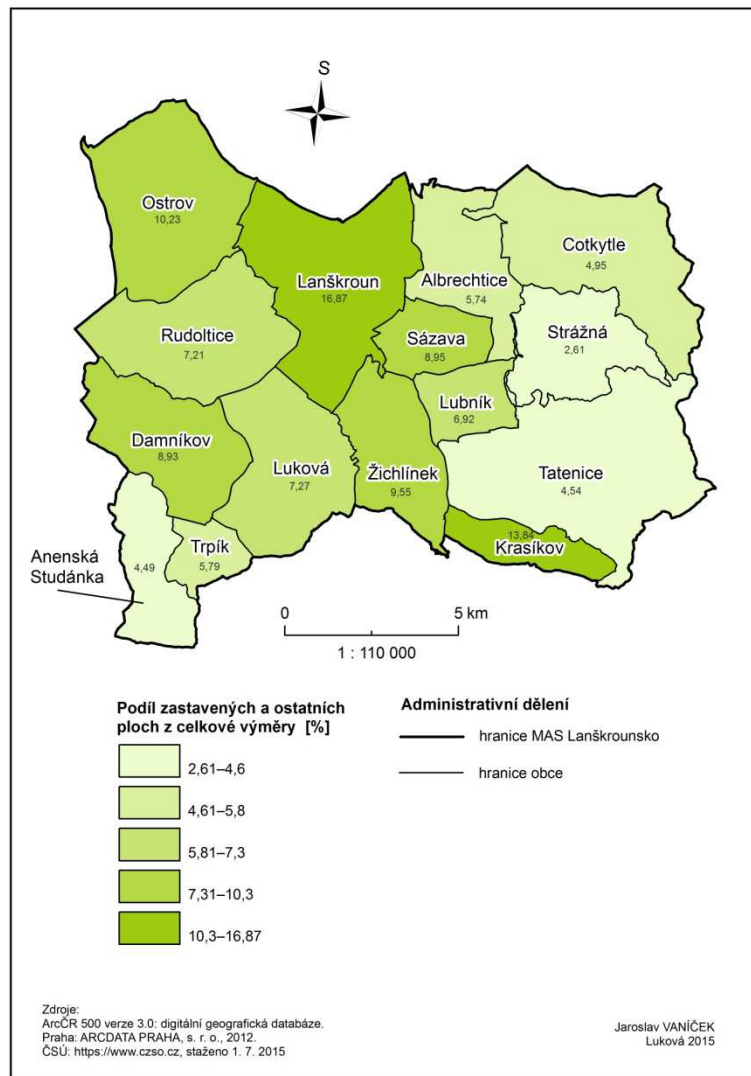 S
Ostrov
10,23
Cotkytle
4,95
Lanškroun
16,87
Albrechtice
5,74
Rudoltice
7,21
Sázava
8,95
Strážná
2,61
Lubník
6,92
Damníkov
8,93
Luková
7,27
Žichlínek
9,55
Tatenice
4,54
13,84
Krasíkov
Anenská
Studánka
4,49
Trpík
5,79
0 5 km
1 : 110 000
Podíl zastavených a ostatních
ploch z celkové výměry [%]
2,61–4,6
4,61–5,8
5,81–7,3
7,31–10,3
10,3–16,87
Administrativní dělení
hranice MAS Lanškrounsko
hranice obce
Zdroje:
ArcČR 500 verze 3.0: digitální geografická databáze.
Praha: ARCDATA PRAHA, s. r. o., 2012.
ČSÚ: https://www.czso.cz, staženo 1. 7. 2015
Jaroslav VANÍČEK
Luková 2015